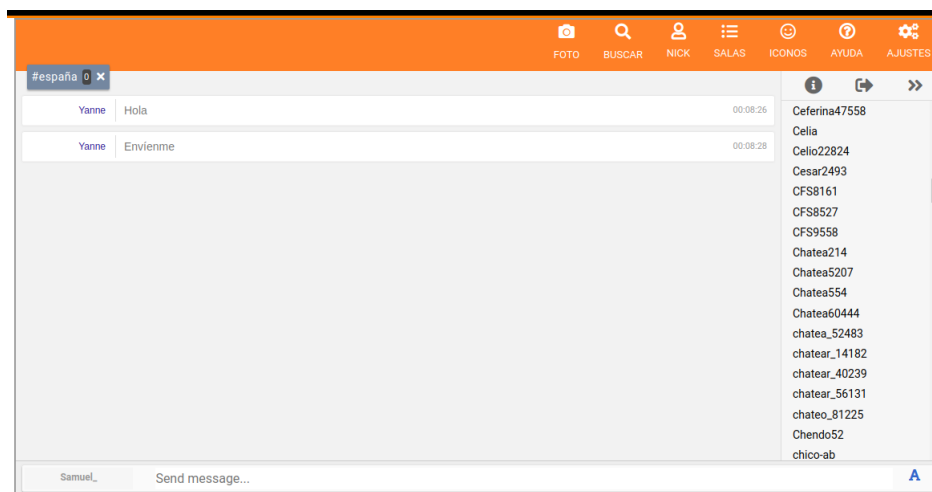 FOTO BUSCAR NICK SALAS ICONOS AYUDA AJUSTES
#españa 0 ×
Yanne Hola 00:08:26
Yanne Envienme 00:08:28
Ceferina47558
Celia
Celio22824
Cesar2493
CFS8161
CFS8527
CFS9558
Chatea214
Chatea5207
Chatea554
Chatea60444
chatea_52483
chatear_14182
chatear_40239
chatear_56131
chateo_81225
Chendo52
chico-ab
Samuel_ Send message... A